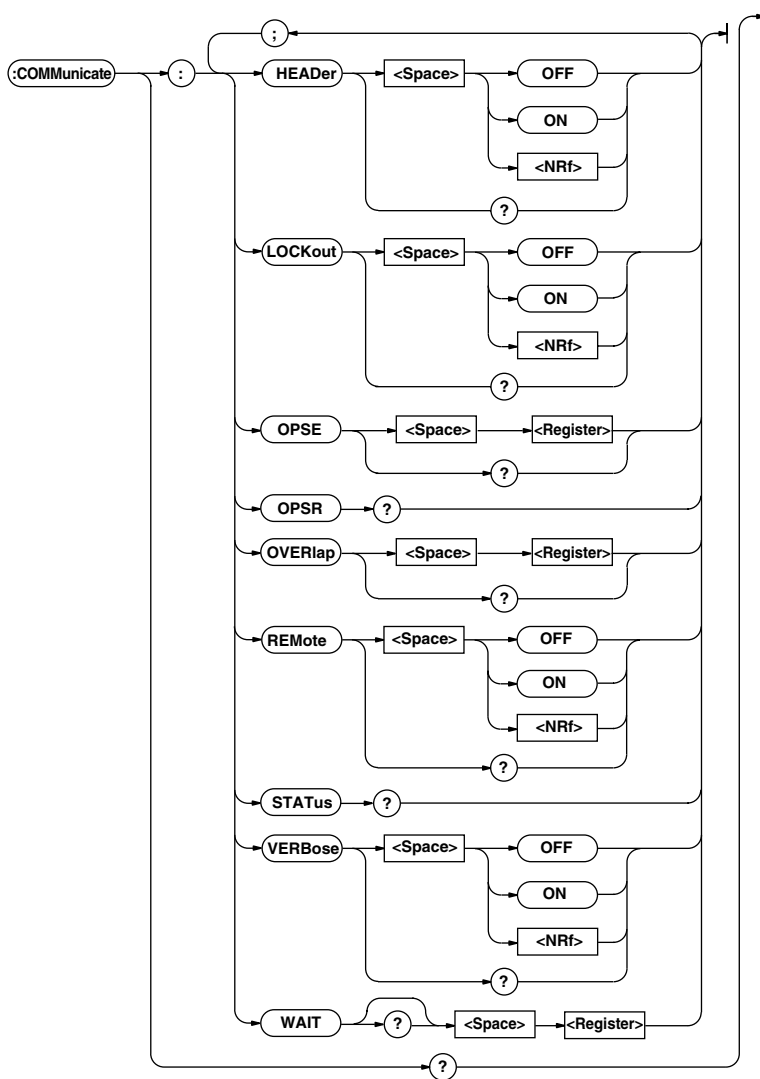 ;
:COMMunicate : HEADer <Space> OFF
ON
<NRf>
?
LOCKout <Space> OFF
ON
<NRf>
?
OPSE <Space> <Register>
?
OPSR ?
OVERlap <Space> <Register>
?
REMote <Space> OFF
ON
<NRf>
?
STATus ?
VERBose <Space> OFF
ON
<NRf>
?
WAIT ? <Space> <Register>
?